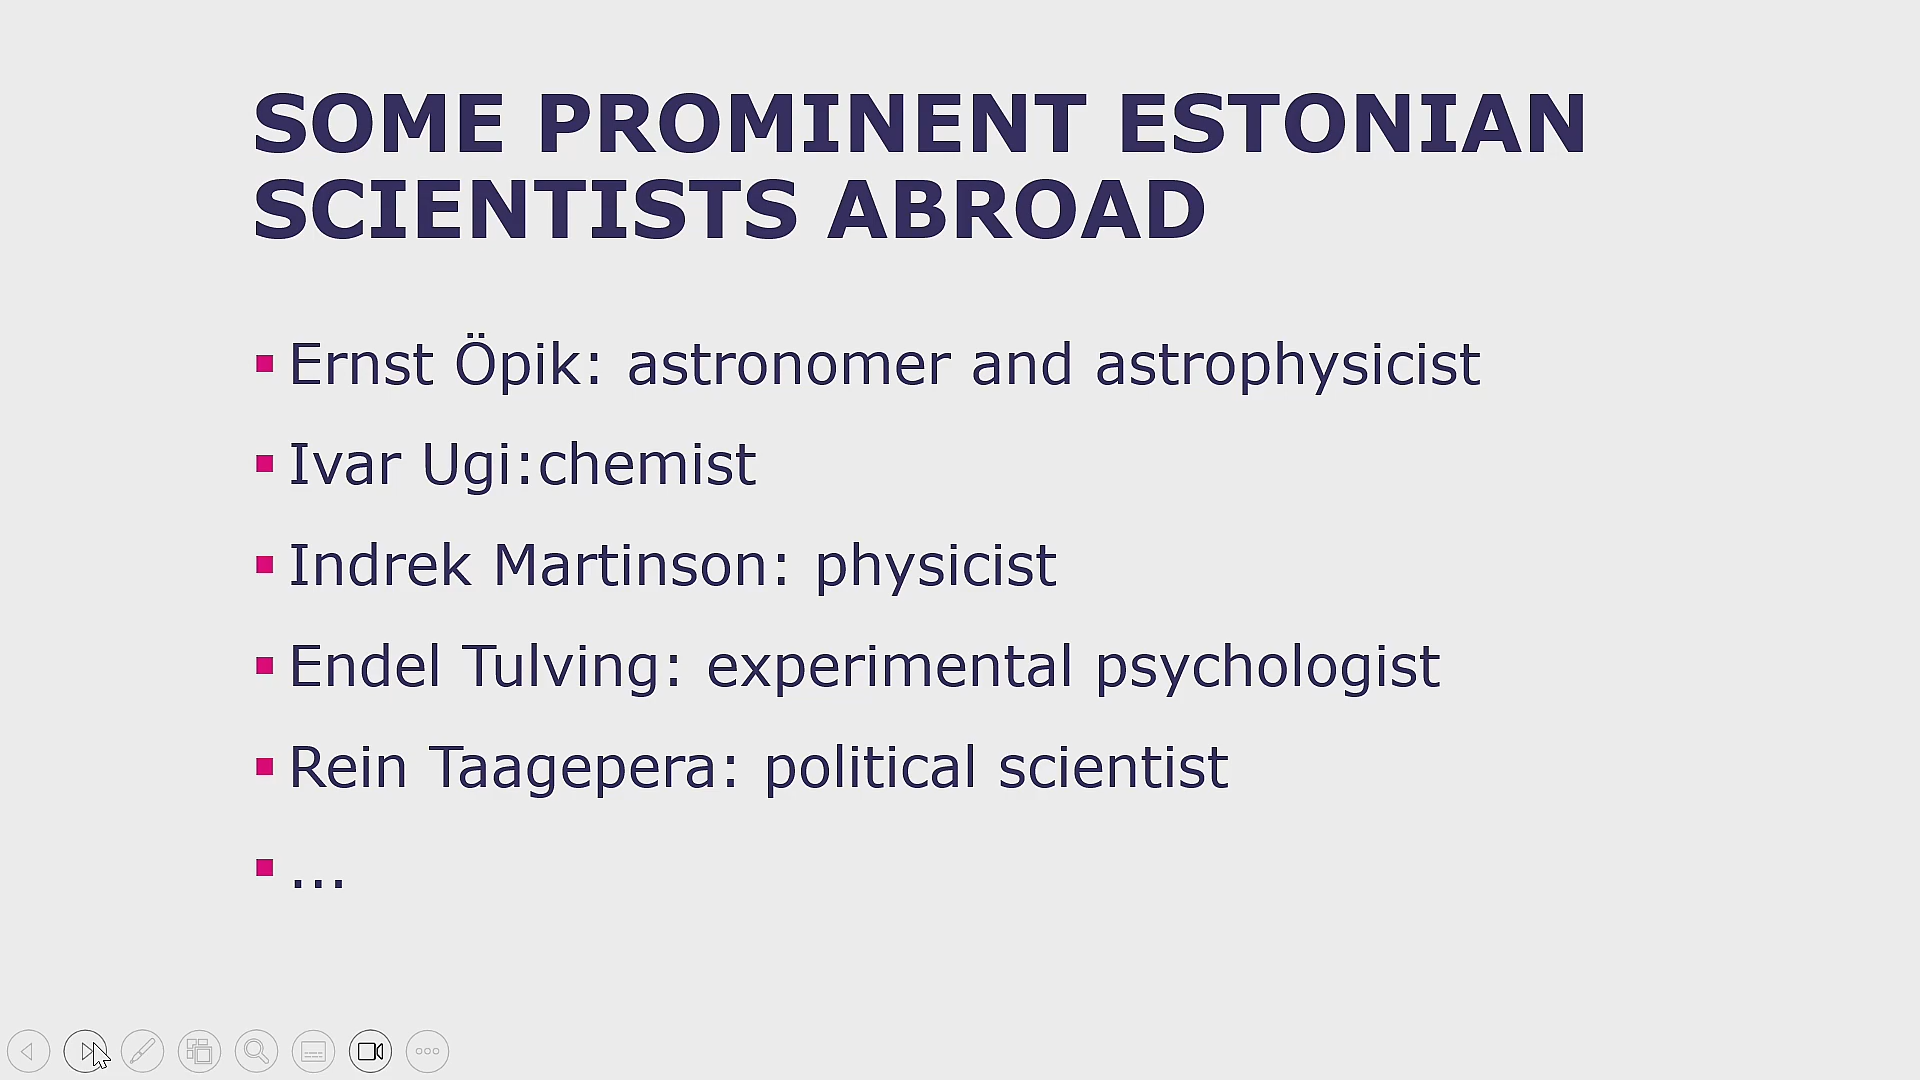 SOME PROMINENT ESTONIAN
SCIENTISTS ABROAD
Ernst Öpik: astronomer and astrophysicist
Ivar Ugi:chemist
Indrek Martinson: physicist
Endel Tulving: experimental psychologist
Rein Taagepera: political scientist
...